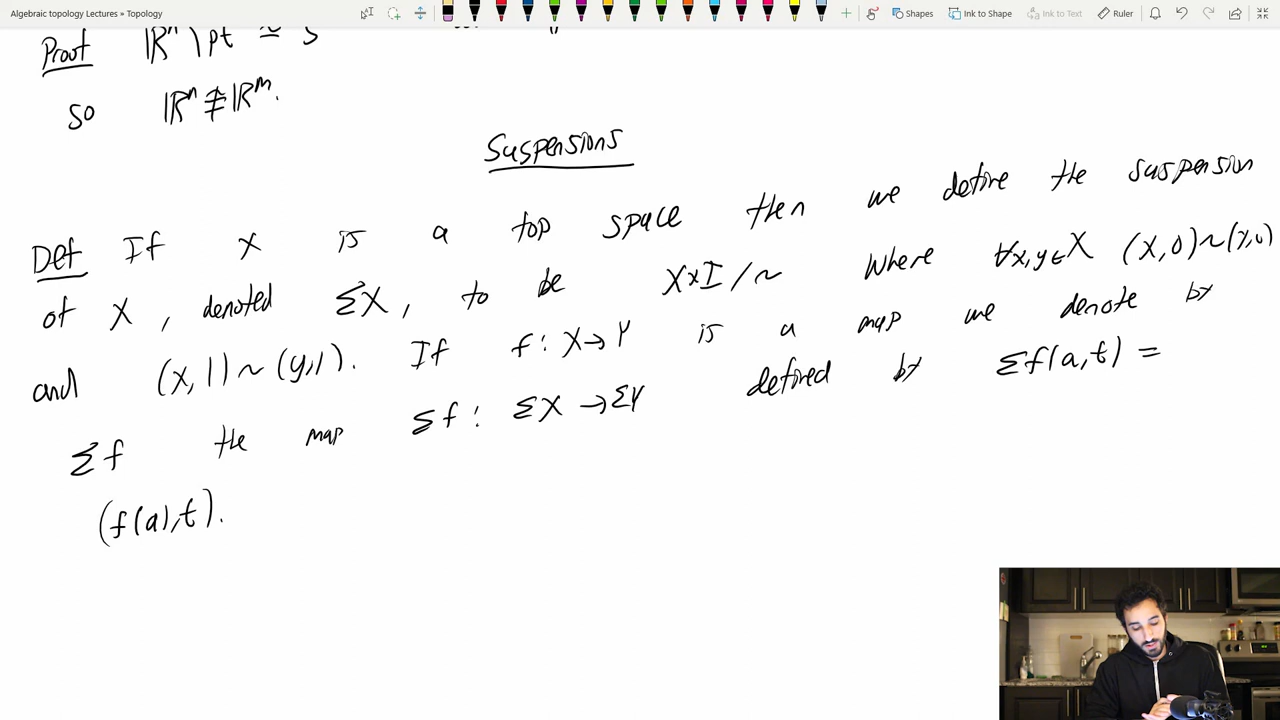 Algebraic topology Lectures » Topology
Shapes
Ink to Shape
Ink to Text
Ruler
Proof ℝⁿ \ pt ≃ S
so ℝⁿ ≇ ℝᵐ.
Suspensions
Def If X is a top space then we define the suspension
of X, denoted ΣX, to be X×I/~ where ∀x,y∈X (x,0)~(y,0)
and (x,1)~(y,1). If f: X→Y is a map we denote by
Σf the map Σf: ΣX→ΣY defined by Σf(a,t) =
(f(a),t).